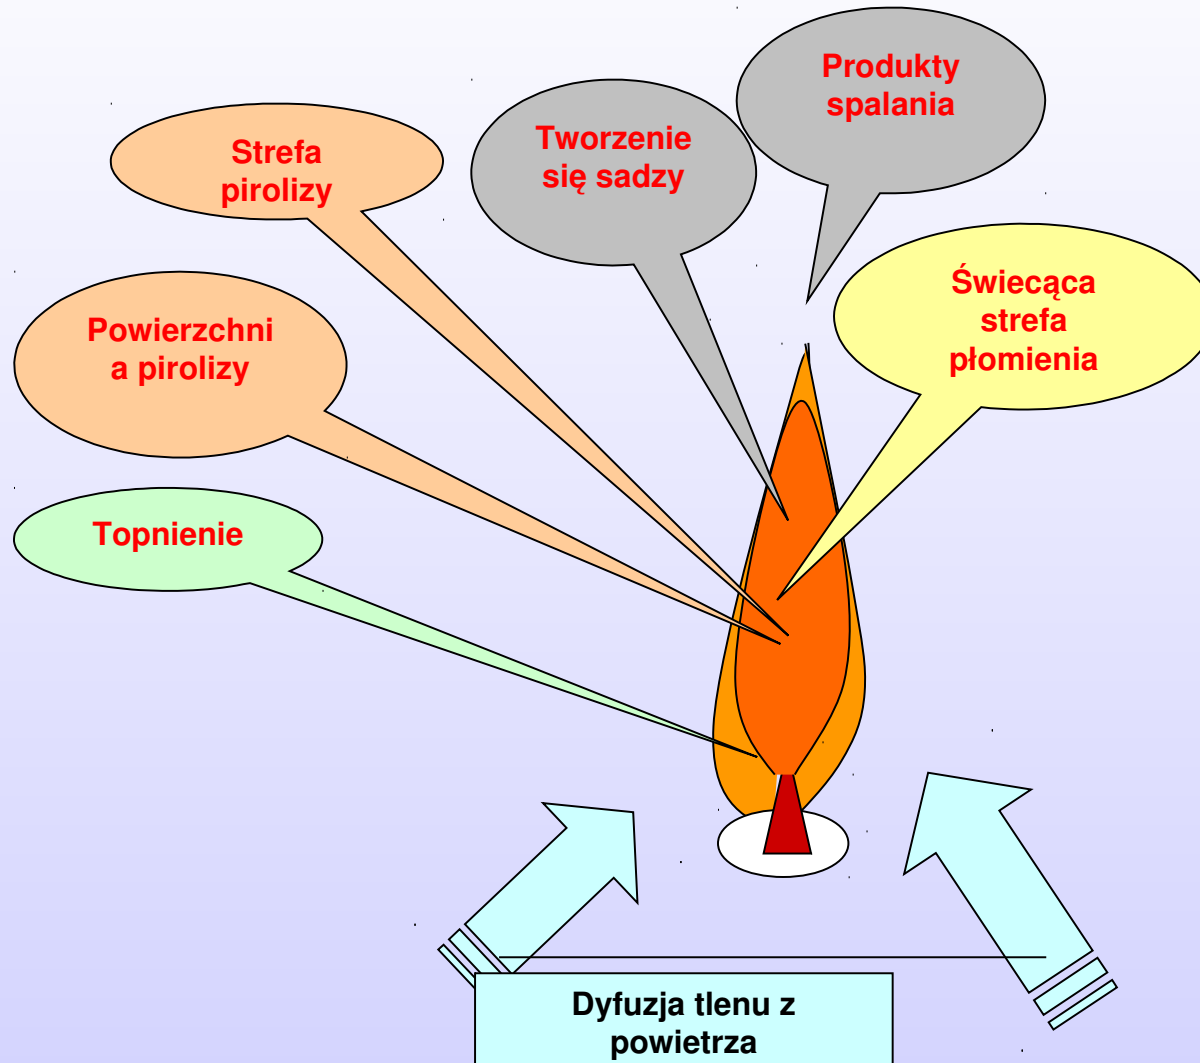 Produkty
spalania
Tworzenie
się sadzy
Strefa
pirolizy
Świecąca
strefa
płomienia
Powierzchni
a pirolizy
Topnienie
Dyfuzja tlenu z
powietrza